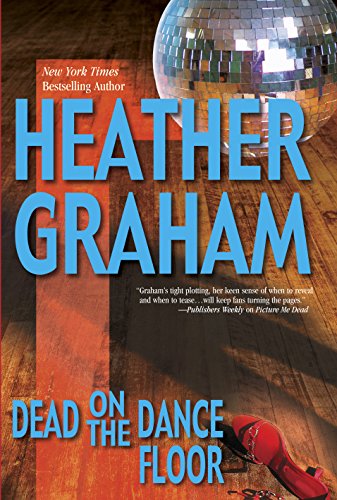 New York Times
Bestselling Author
HEATHER
GRAHAM
"Graham's tight plotting, her keen sense of when to reveal
and when to tease...will keep fans turning the pages."
—Publishers Weekly on Picture Me Dead
DEAD ON THE DANCE
FLOOR